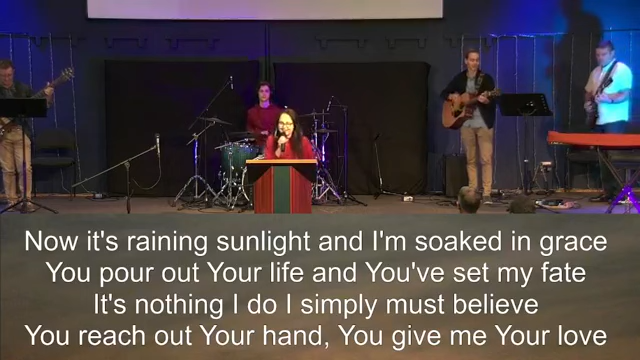 Now it's raining sunlight and I'm soaked in grace
You pour out Your life and You've set my fate
It's nothing I do I simply must believe
You reach out Your hand, You give me Your love